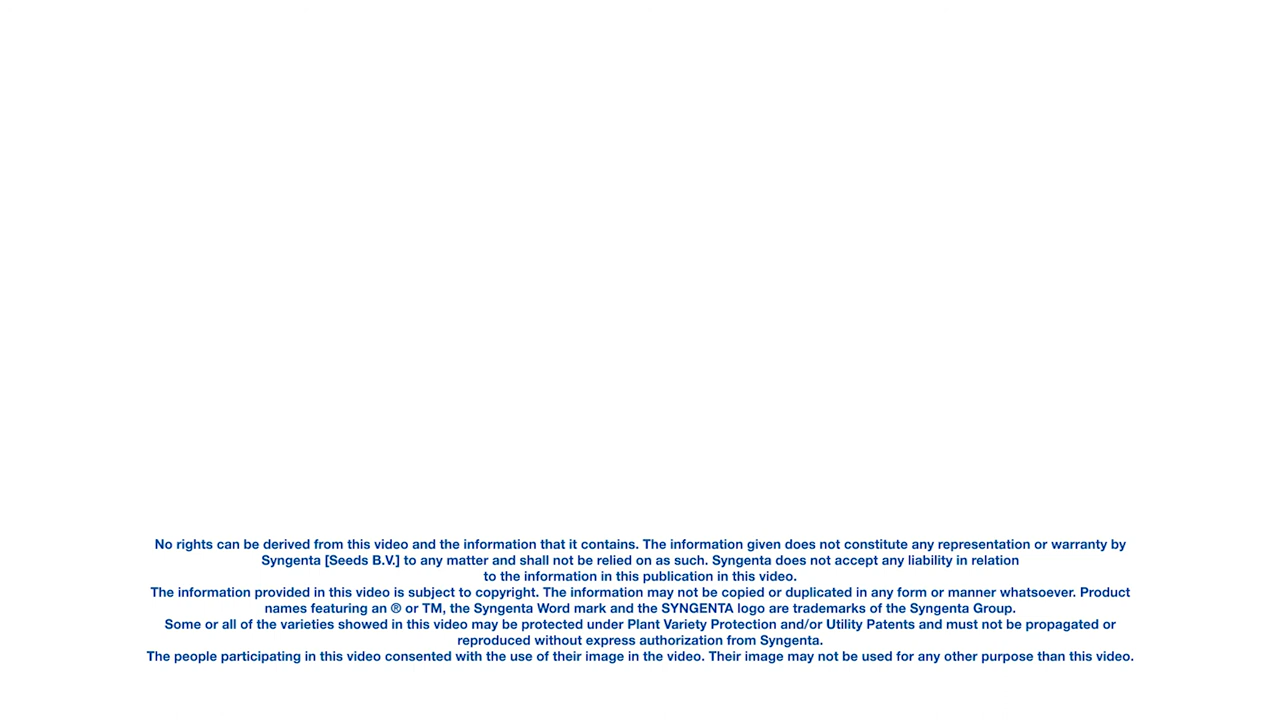 No rights can be derived from this video and the information that it contains. The information given does not constitute any representation or warranty by
Syngenta [Seeds B.V.] to any matter and shall not be relied on as such. Syngenta does not accept any liability in relation
to the information in this publication in this video.
The information provided in this video is subject to copyright. The information may not be copied or duplicated in any form or manner whatsoever. Product
names featuring an ® or TM, the Syngenta Word mark and the SYNGENTA logo are trademarks of the Syngenta Group.
Some or all of the varieties showed in this video may be protected under Plant Variety Protection and/or Utility Patents and must not be propagated or
reproduced without express authorization from Syngenta.
The people participating in this video consented with the use of their image in the video. Their image may not be used for any other purpose than this video.